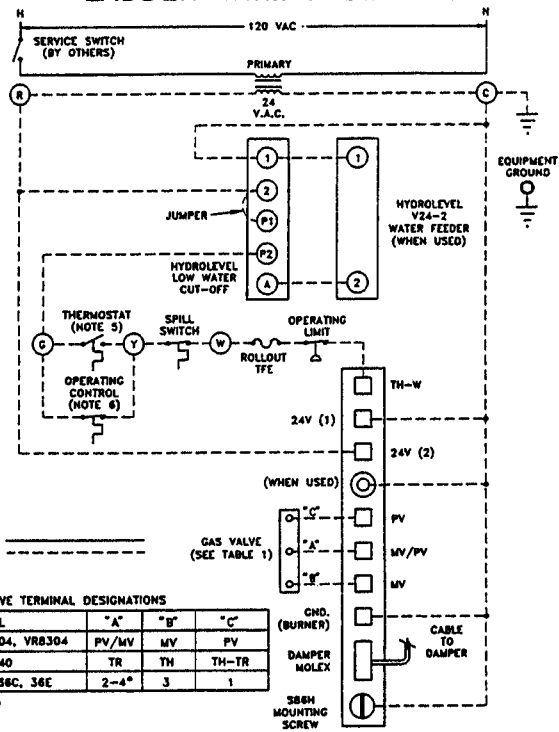 H
N
120 VAC
SERVICE SWITCH
(BY OTHERS)
PRIMARY
R
C
24
V.A.C.
1
1
EQUIPMENT
GROUND
2
JUMPER
P1
HYDROLEVEL
V24-2
WATER FEEDER
(WHEN USED)
P2
HYDROLEVEL
LOW WATER
CUT-OFF
A
2
THERMOSTAT
(NOTE 5)
SPILL
SWITCH
OPERATING
LIMIT
G
Y
W
ROLLOUT
TFE
OPERATING
CONTROL
(NOTE 6)
TH-W
24V (1)
24V (2)
(WHEN USED)
"C"
PV
GAS VALVE
(SEE TABLE 1)
"A"
MV/PV
"B"
MV
GND.
(BURNER)
CABLE
TO
DAMPER
DAMPER
MOLEX
S86H
MOUNTING
SCREW
VE TERMINAL DESIGNATIONS
L "A" "B" "C"
04, VR8304 PV/MV MV PV
40 TR TH TH-TR
36C, 36E 2-4* 3 1